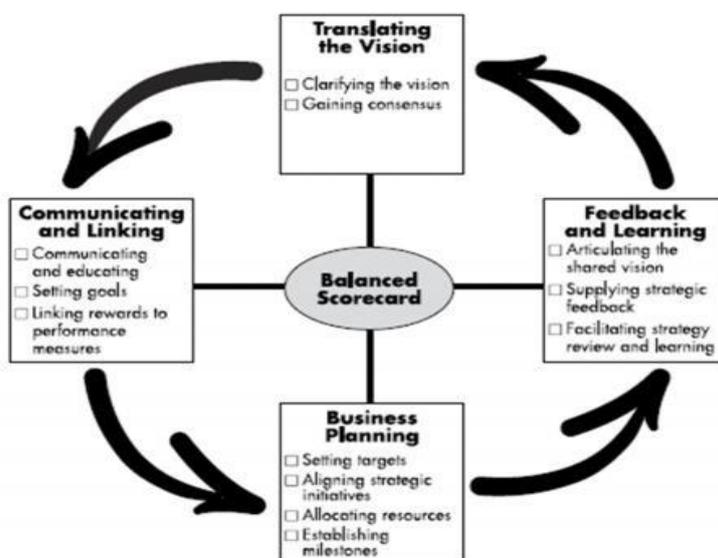 Translating
the Vision
☐ Clarifying the vision
☐ Gaining consensus
Communicating
and Linking
☐ Communicating
and educating
☐ Setting goals
☐ Linking rewards to
performance
measures
Balanced
Scorecard
Feedback
and Learning
☐ Articulating the
shared vision
☐ Supplying strategic
feedback
☐ Facilitating strategy
review and learning
Business
Planning
☐ Setting targets
☐ Aligning strategic
initiatives
☐ Allocating resources
☐ Establishing
milestones